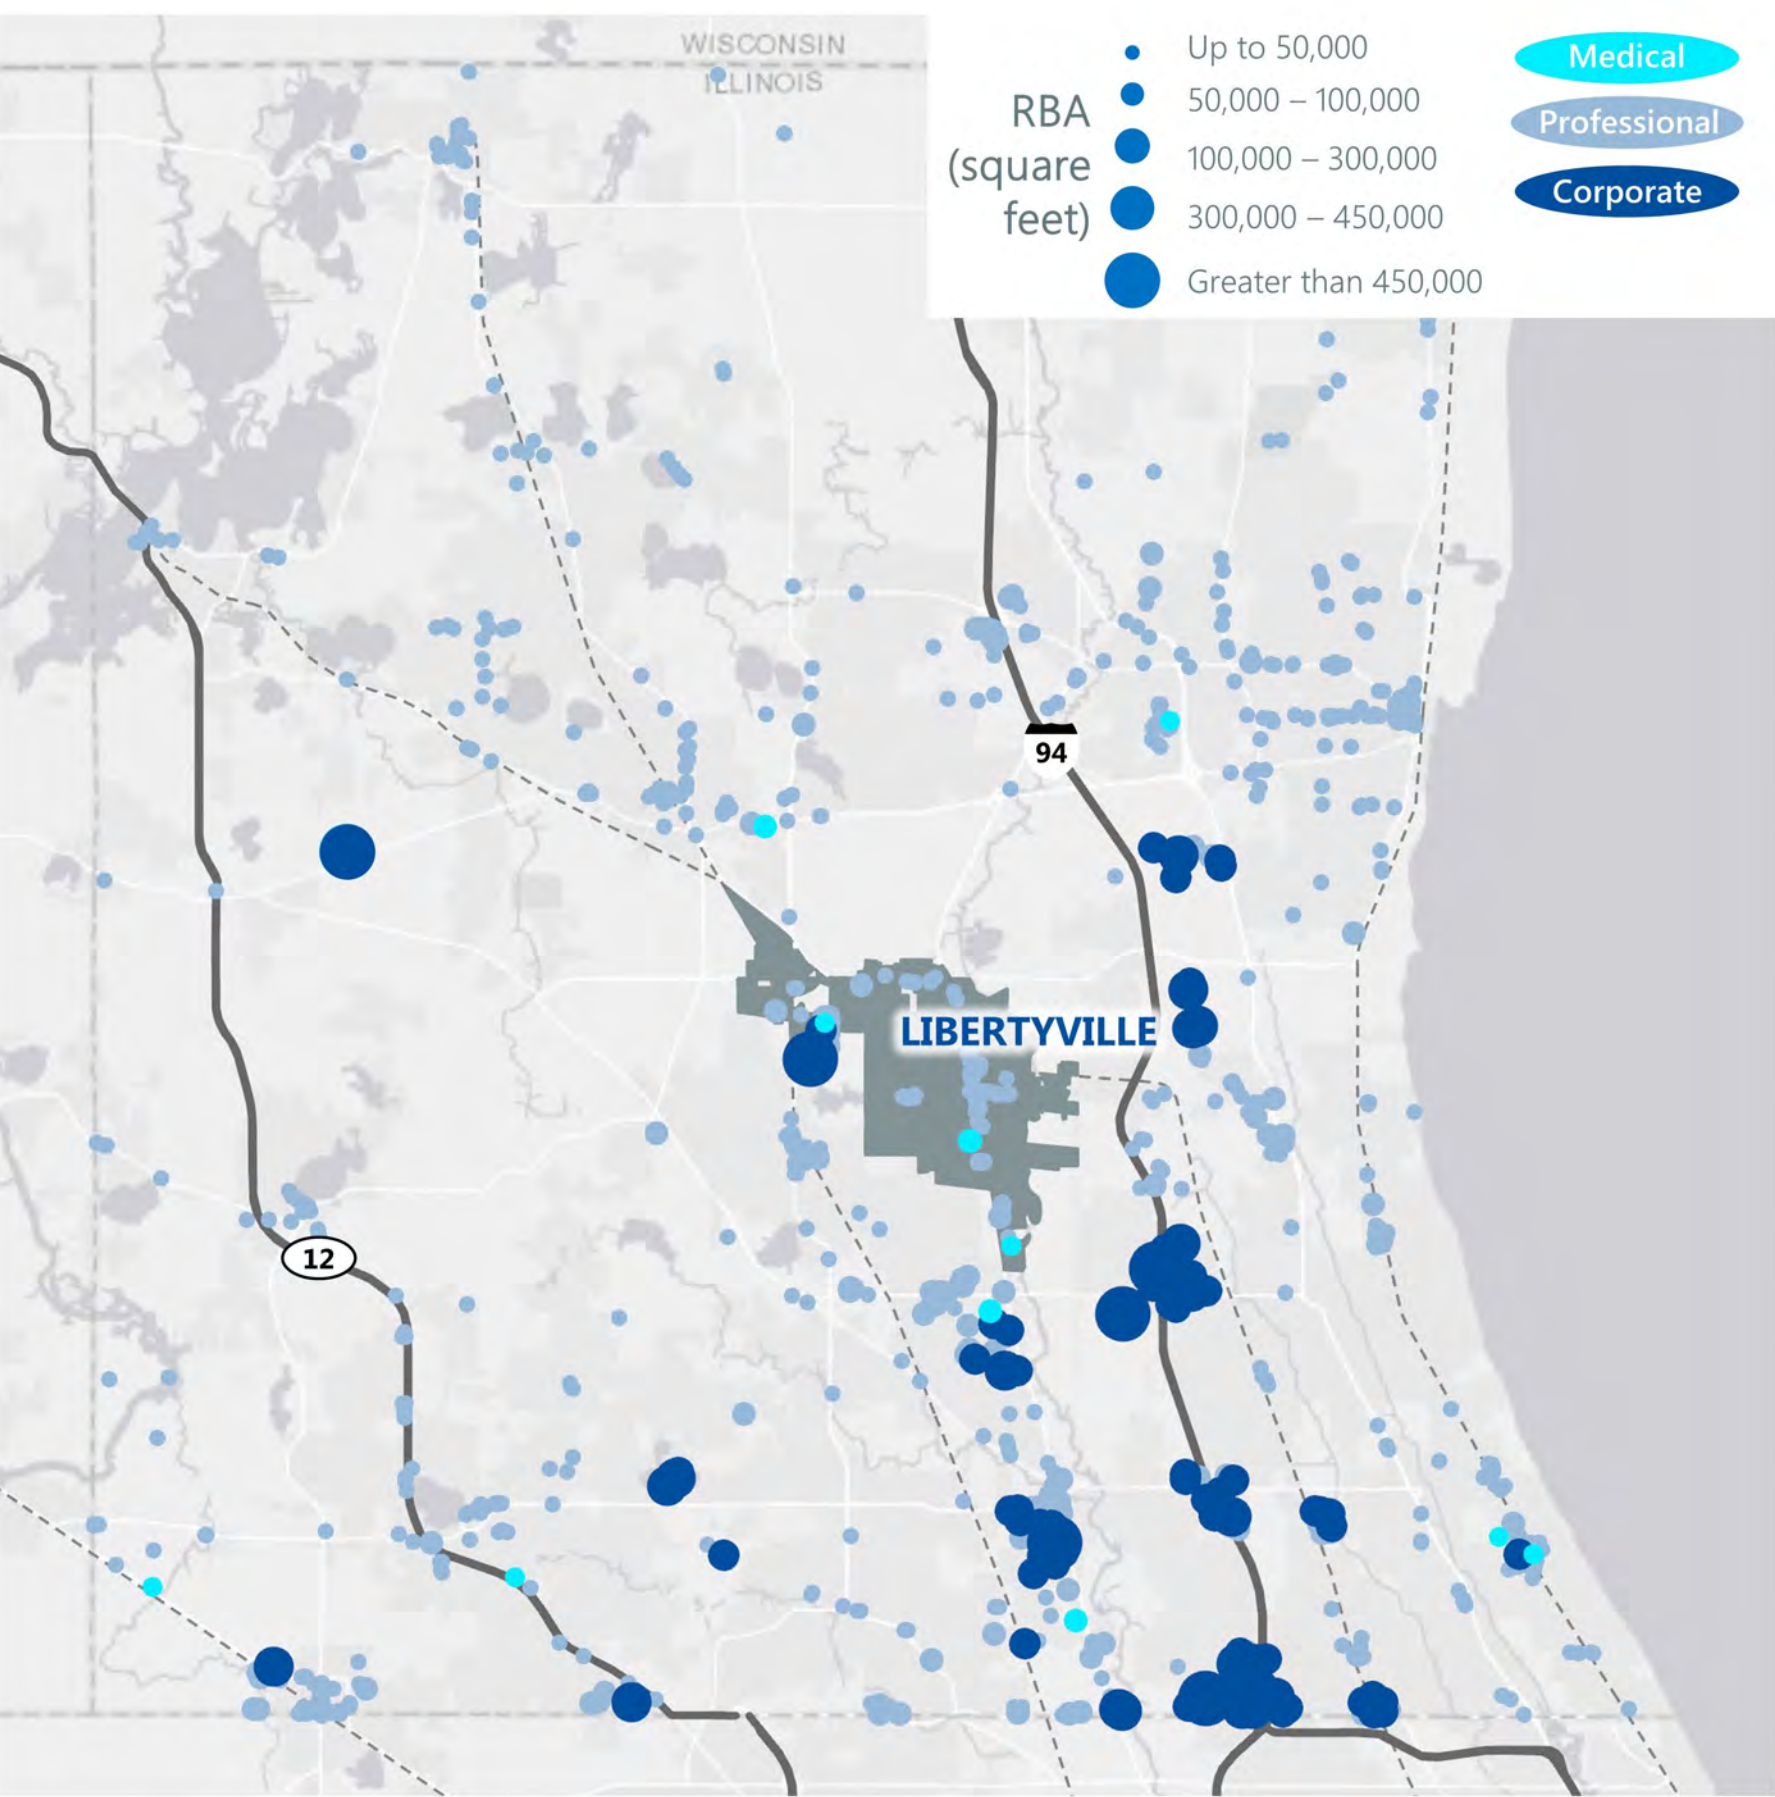 WISCONSIN
ILLINOIS
RBA
(square
feet)
Up to 50,000
50,000 – 100,000
100,000 – 300,000
300,000 – 450,000
Greater than 450,000
Medical
Professional
Corporate
94
LIBERTYVILLE
12